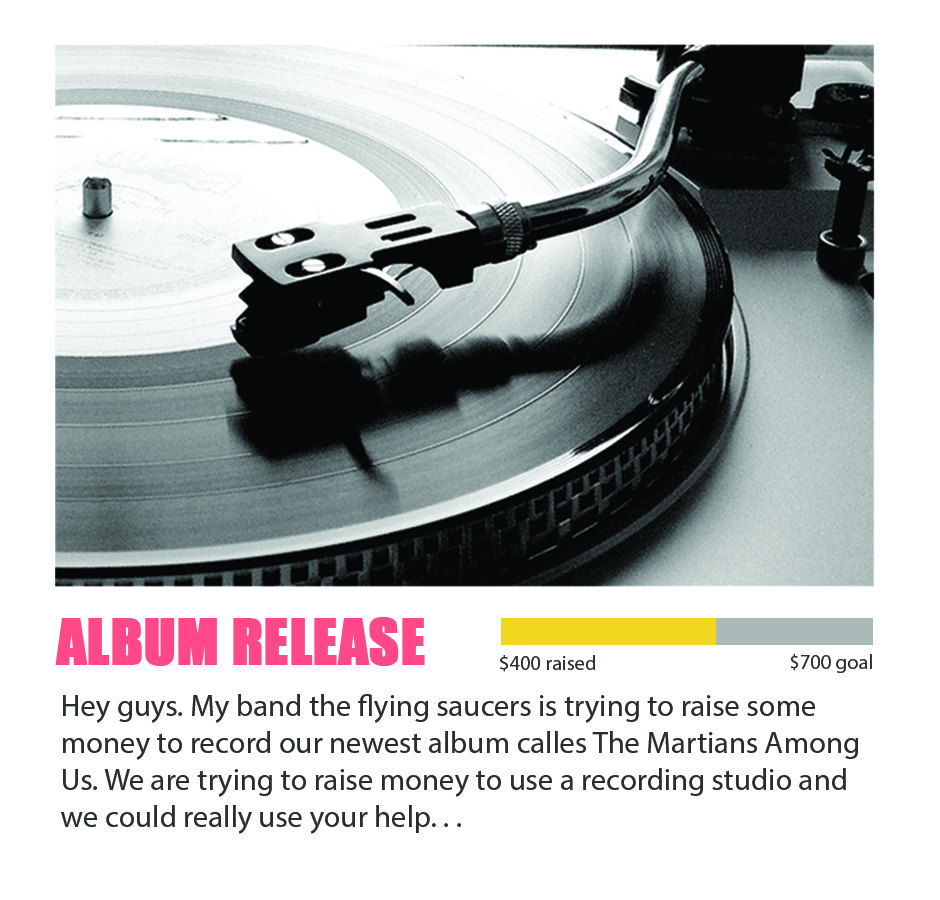 ALBUM RELEASE
$400 raised
$700 goal
Hey guys. My band the flying saucers is trying to raise some
money to record our newest album calles The Martians Among
Us. We are trying to raise money to use a recording studio and
we could really use your help. . .